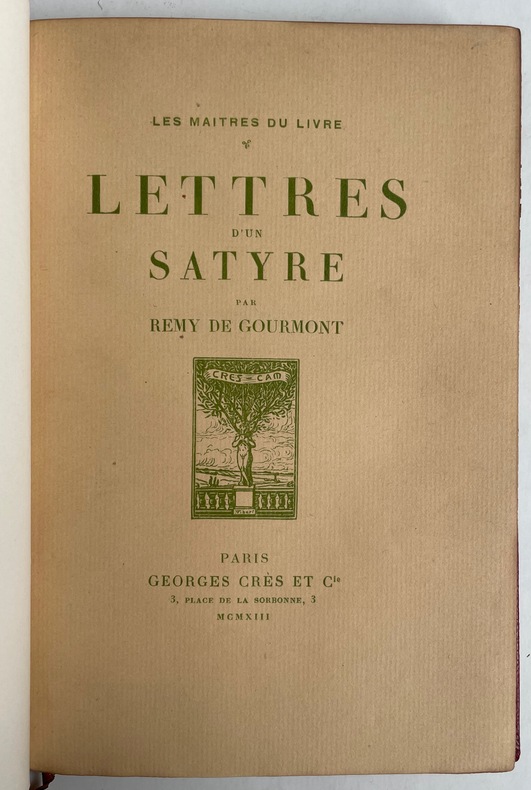 LES MAITRES DU LIVRE
LETTRES
D'UN
SATYRE
PAR
REMY DE GOURMONT
CRES-CAM
PARIS
GEORGES CRÈS ET Cie
3, PLACE DE LA SORBONNE, 3
MCMXIII